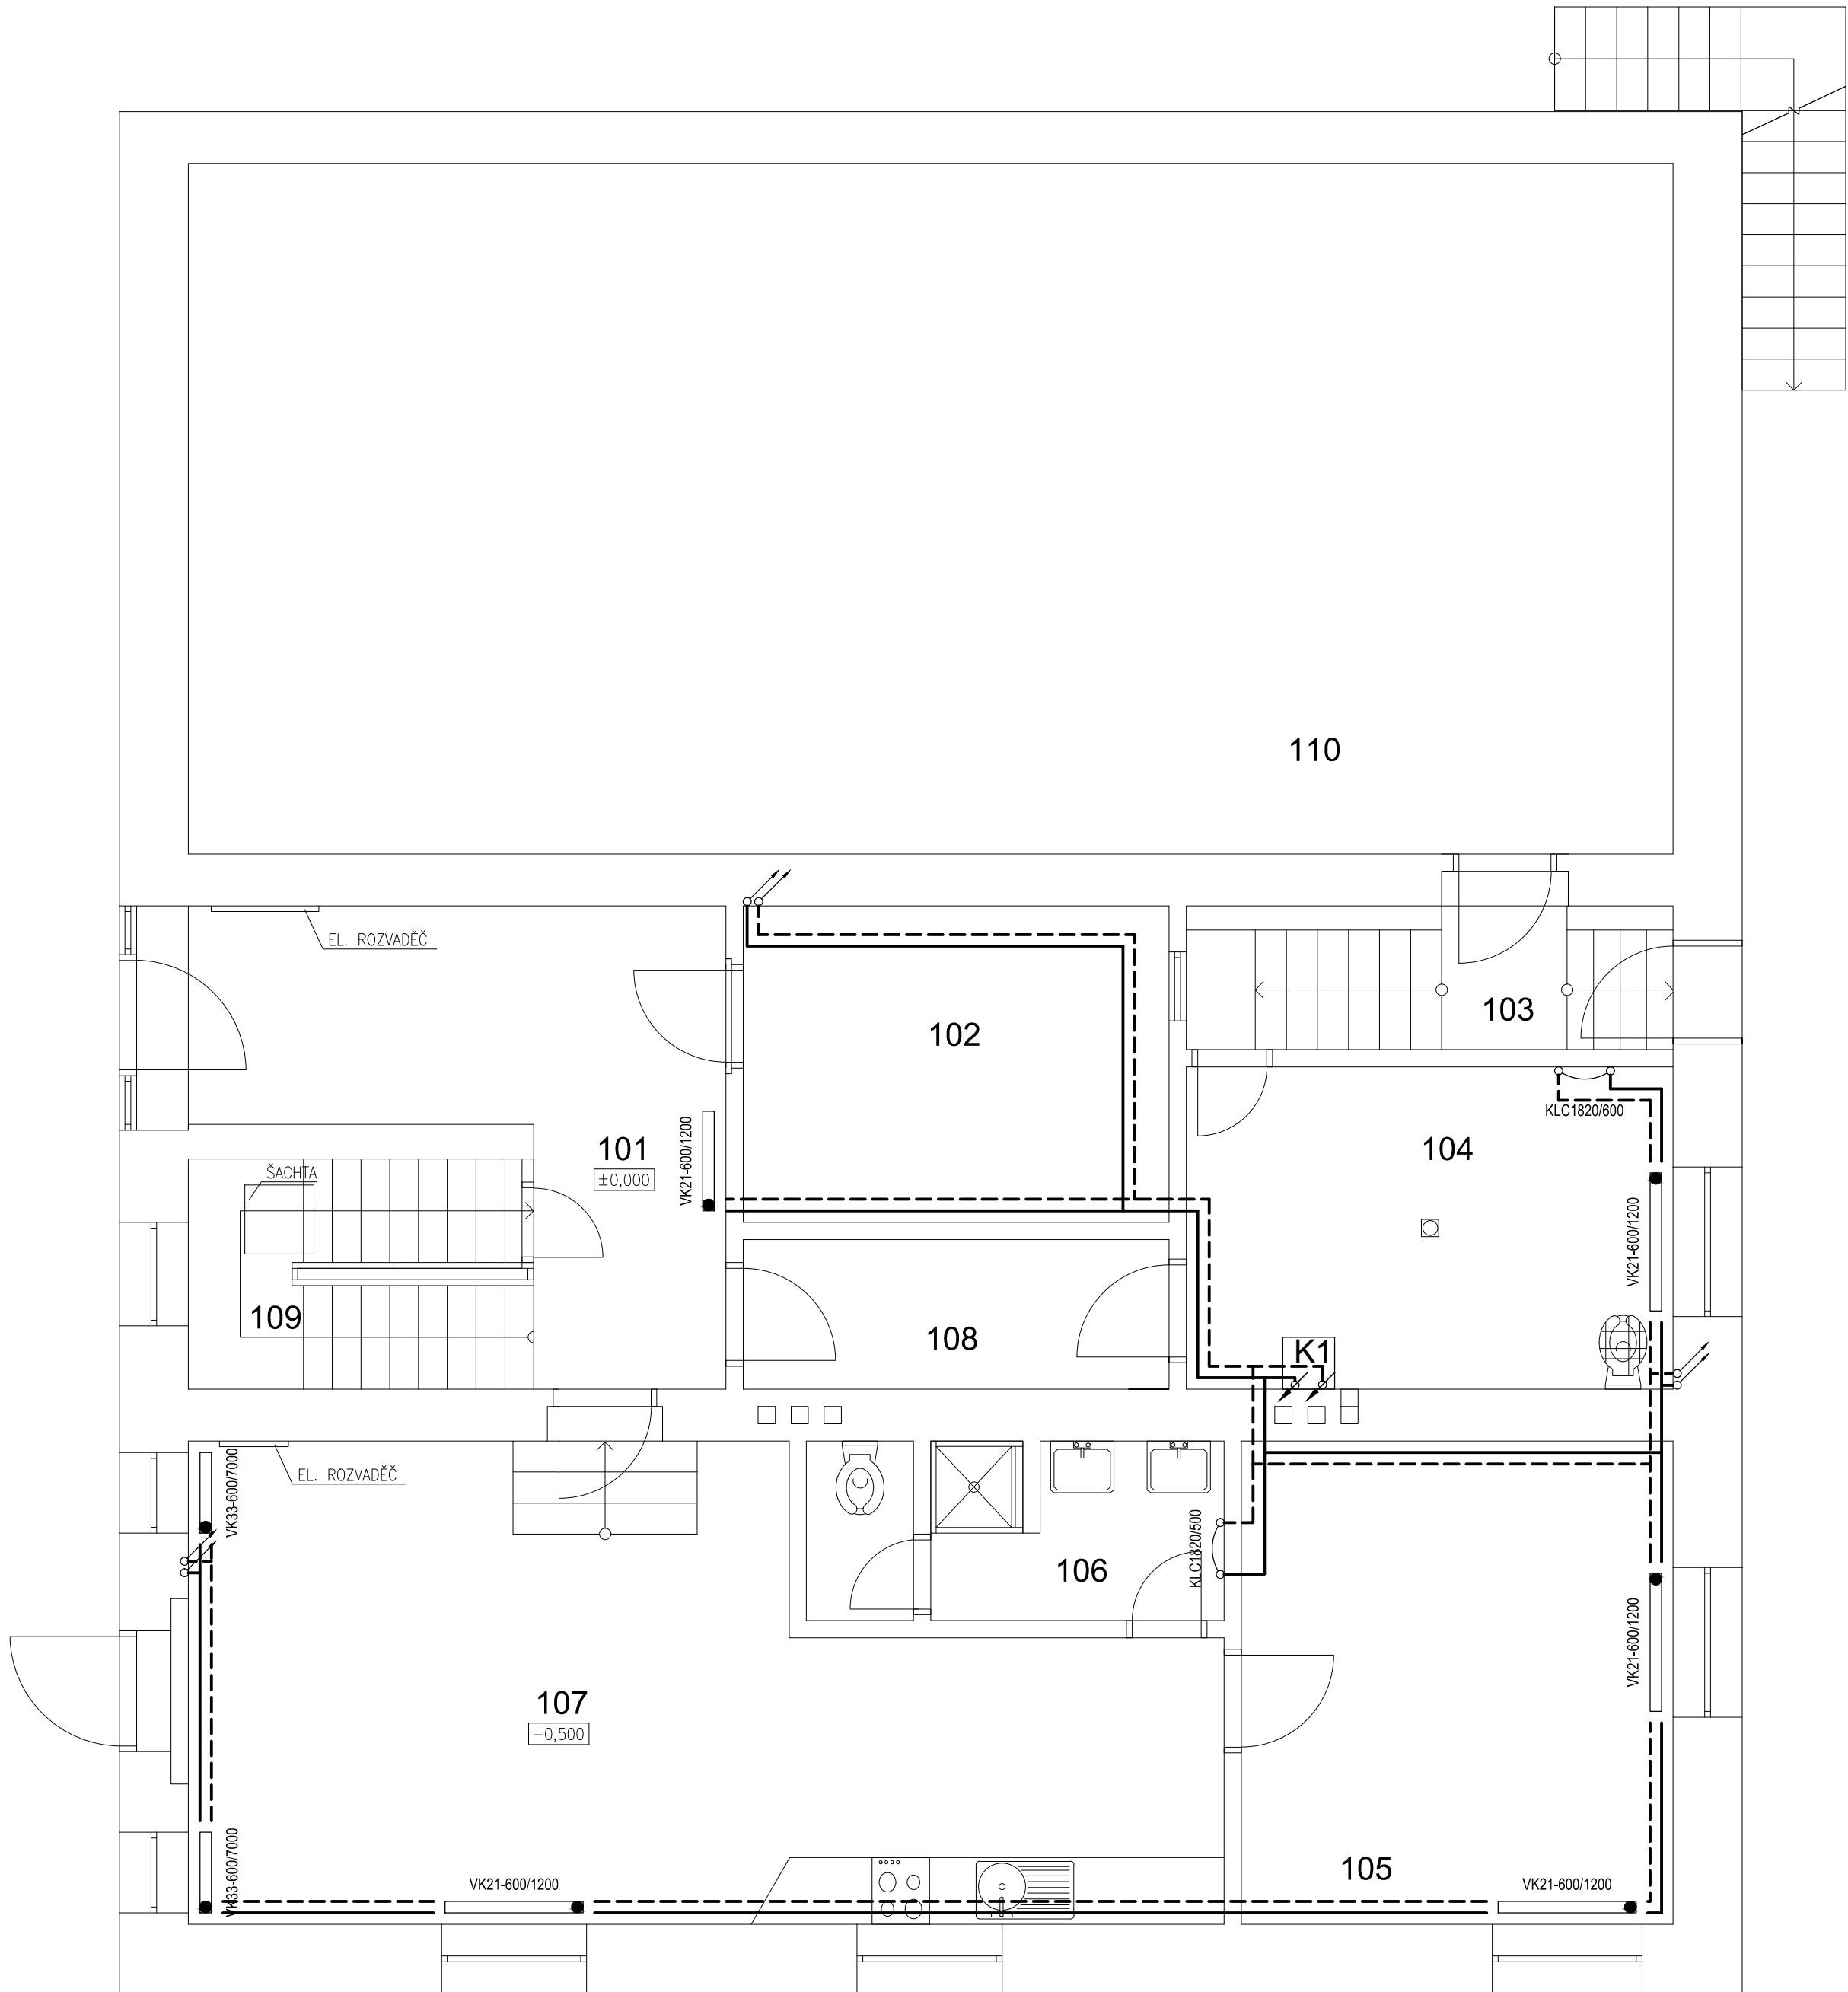 110
EL. ROZVADĚČ
102
103
KLC1820/600
101
±0,000
VK21-600/1200
104
ŠACHTA
VK21-600/1200
109
108
K1
EL. ROZVADĚČ
VK33-600/7000
KLC1820/500
106
VK21-600/1200
107
-0,500
VK33-600/7000
VK21-600/1200
105
VK21-600/1200